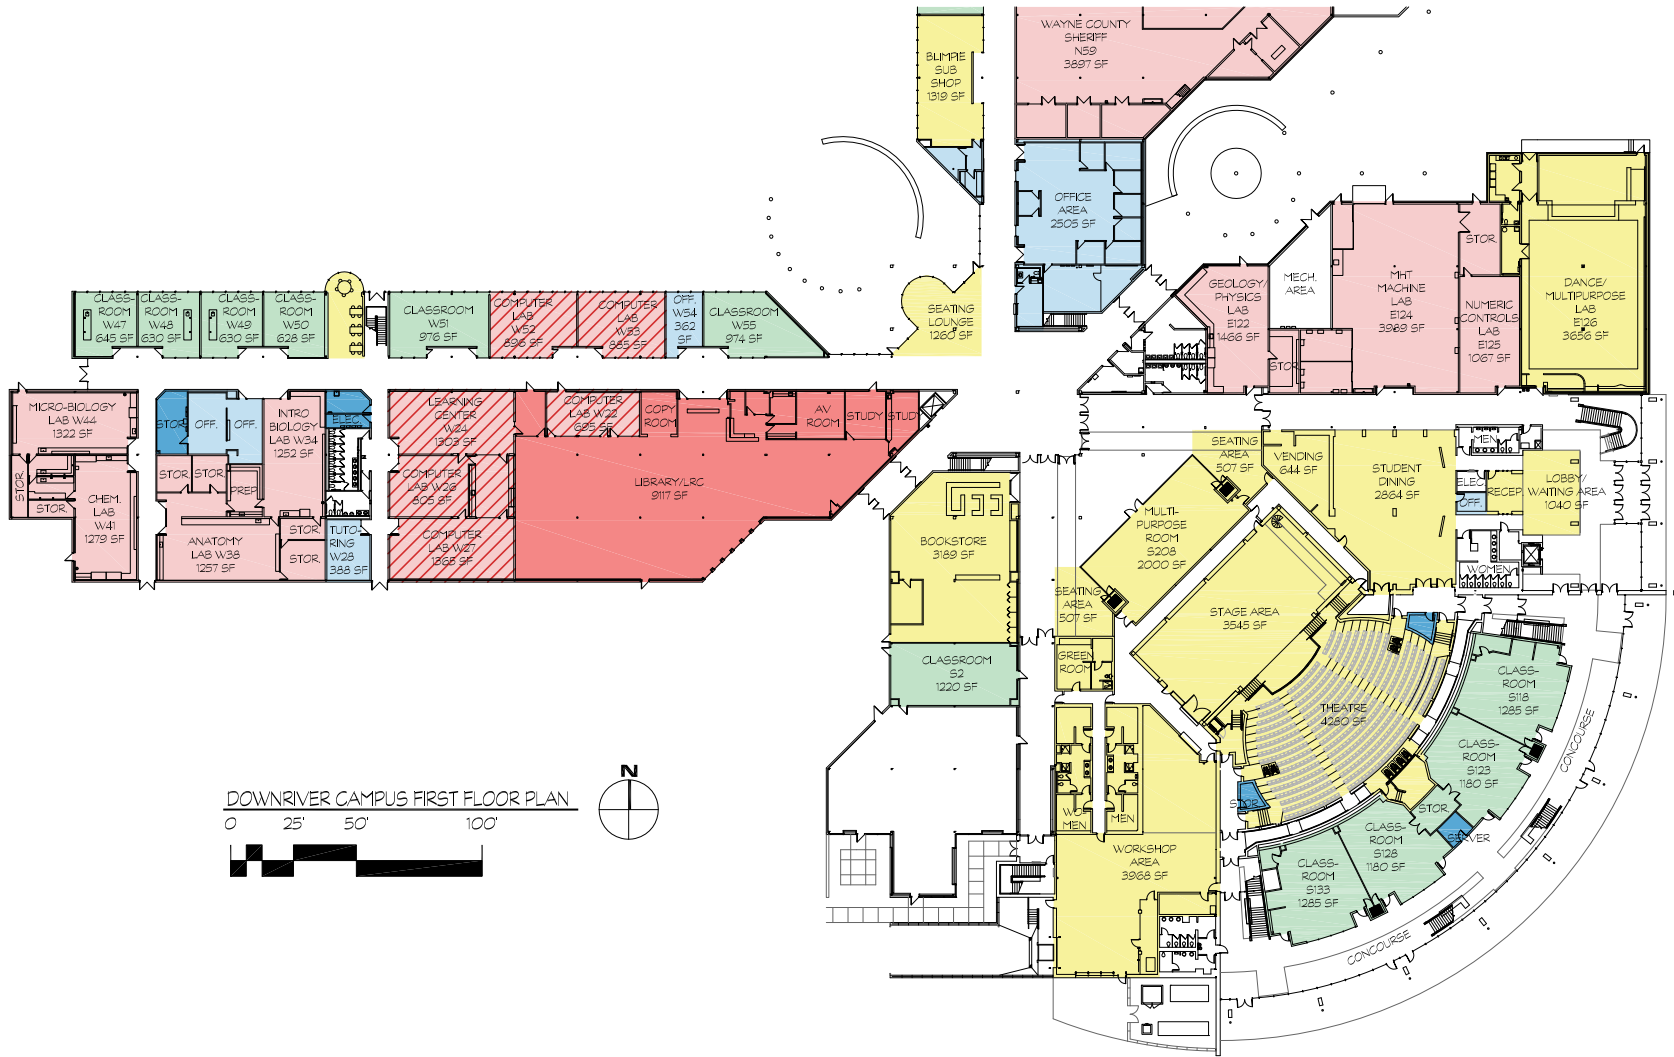 WAYNE COUNTY
SHERIFF
N59
3897 SF
BLIMPIE
SUB
SHOP
1319 SF
OFFICE
AREA
2505 SF
SEATING
LOUNGE
1260 SF
GEOLOGY/
PHYSICS
LAB
E122
1466 SF
MECH.
AREA
STOR.
MHT
MACHINE
LAB
E124
3989 SF
STOR.
NUMERIC
CONTROLS
LAB
E125
1067 SF
DANCE/
MULTIPURPOSE
LAB
E126
3656 SF
CLASS-
ROOM
W47
645 SF
CLASS-
ROOM
W48
630 SF
CLASS-
ROOM
W49
630 SF
CLASS-
ROOM
W50
628 SF
CLASSROOM
W51
976 SF
COMPUTER
LAB
W52
896 SF
COMPUTER
LAB
W53
885 SF
OFF.
W54
362
SF
CLASSROOM
W55
974 SF
MICRO-BIOLOGY
LAB W44
1322 SF
STOR.
STOR.
CHEM.
LAB
W41
1279 SF
STOR.
OFF.
OFF.
STOR.
STOR.
PREP
INTRO
BIOLOGY
LAB W34
1252 SF
ELEC.
ANATOMY
LAB W38
1257 SF
STOR.
STOR.
TUTO-
RING
W28
388 SF
LEARNING
CENTER
W24
1303 SF
COMPUTER
LAB W26
805 SF
COMPUTER
LAB W27
1365 SF
COMPUTER
LAB W22
695 SF
COPY
ROOM
AV
ROOM
STUDY
STUDY
LIBRARY/LRC
9117 SF
SEATING
AREA
507 SF
VENDING
644 SF
STUDENT
DINING
2864 SF
MEN
ELEC.
OFF.
RECEP.
LOBBY/
WAITING AREA
1040 SF
WOMEN
MULTI-
PURPOSE
ROOM
S208
2000 SF
BOOKSTORE
3189 SF
SEATING
AREA
507 SF
STAGE AREA
3545 SF
GREEN
ROOM
CLASSROOM
S2
1220 SF
THEATRE
4280 SF
CLASS-
ROOM
S118
1285 SF
CLASS-
ROOM
S123
1180 SF
STOR.
SERVER
CLASS-
ROOM
S128
1180 SF
CLASS-
ROOM
S133
1285 SF
STOR.
CONCOURSE
CONCOURSE
WO-
MEN
MEN
WORKSHOP
AREA
3968 SF
N
DOWNRIVER CAMPUS FIRST FLOOR PLAN
0 25' 50' 100'